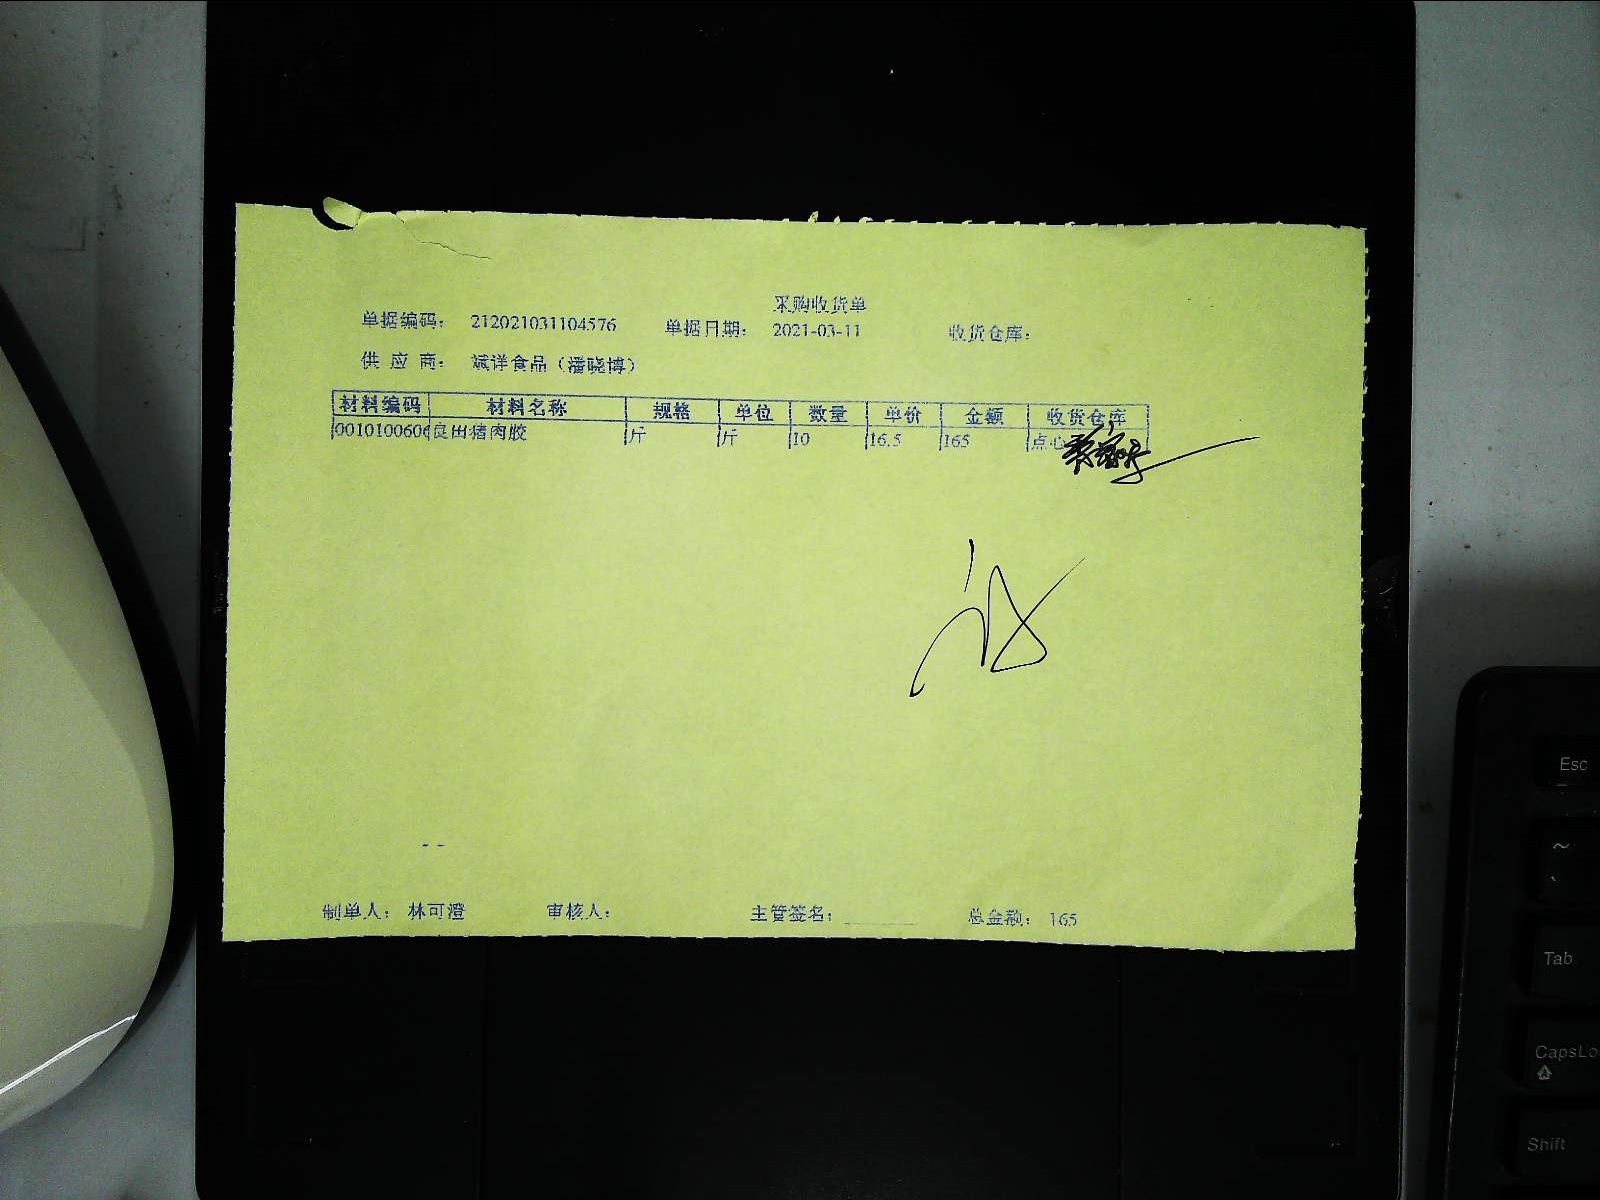 采购收货单
单据编码： 212021031104576 单据日期： 2021-03-11 收货仓库：
供 应 商： 斌洋食品（潘晓博）
材料编码 材料名称 规格 单位 数量 单价 金额 收货仓库
0010100606 良田猪肉胶 斤 斤 10 16.5 165 点心
制单人： 林可澄 审核人： 主管签名： 总金额： 165
Esc
~
、
Tab
CapsLo
Shift